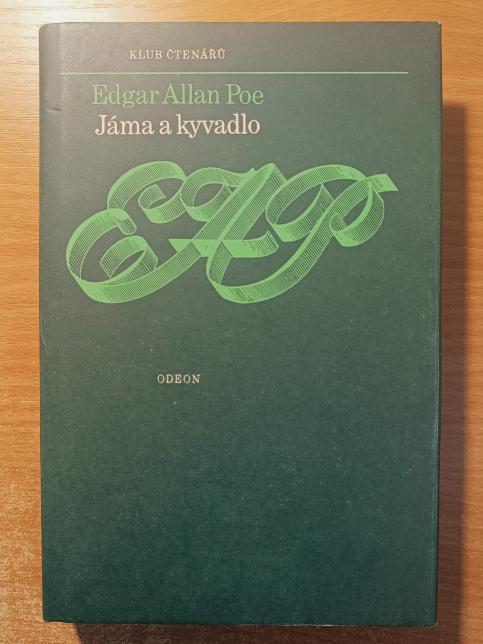 KLUB ČTENÁŘŮ
Edgar Allan Poe
Jáma a kyvadlo
EAP
ODEON